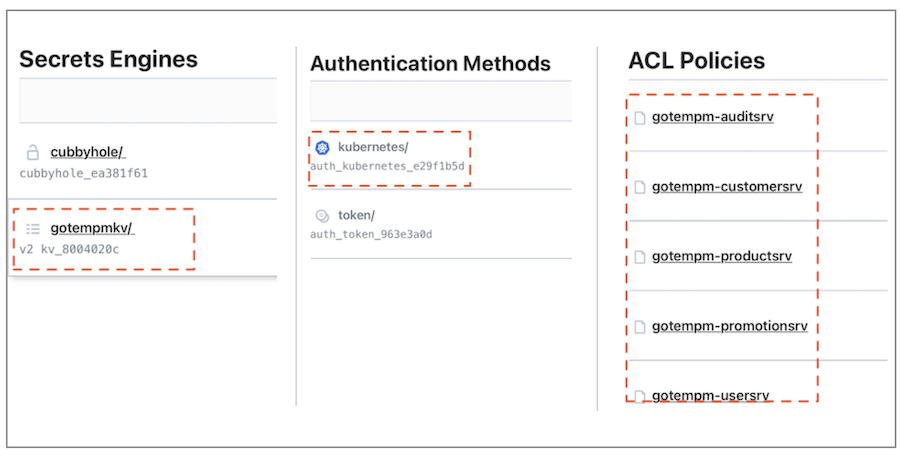 Secrets Engines
cubbyhole/
cubbyhole_ea381f61
gotempmkv/
v2 kv_8004020c
Authentication Methods
kubernetes/
auth_kubernetes_e29f1b5d
token/
auth_token_963e3a0d
ACL Policies
gotempm-auditsrv
gotempm-customersrv
gotempm-productsrv
gotempm-promotionsrv
gotempm-usersrv